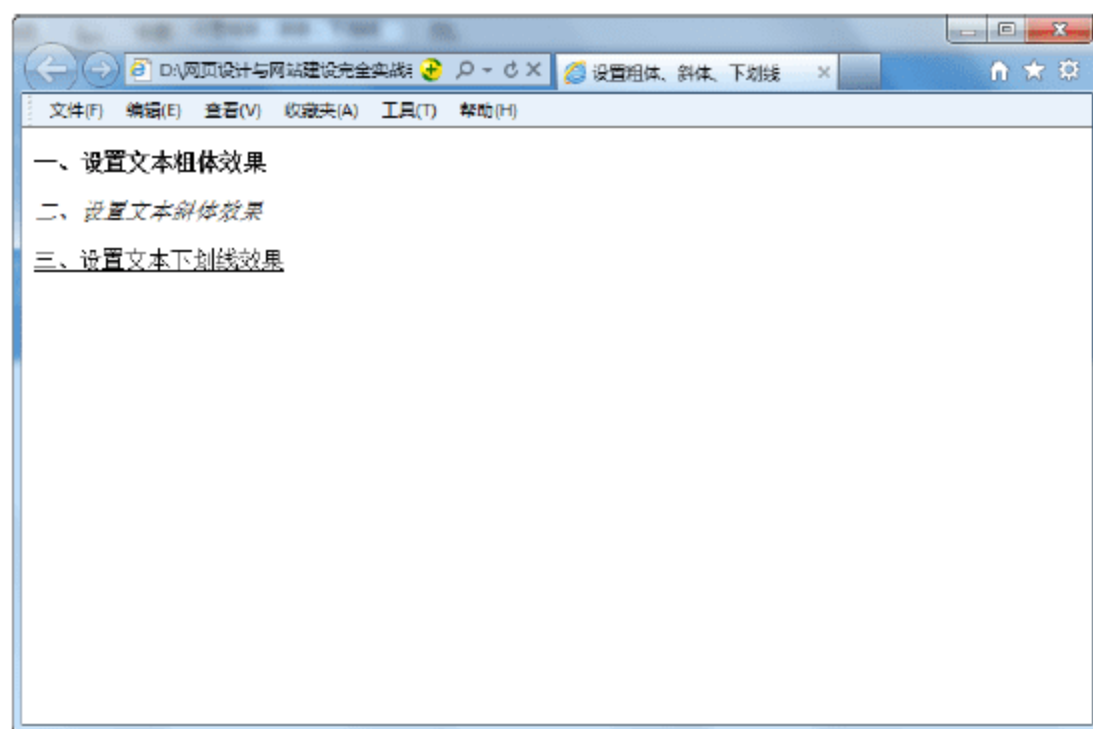 D:\网页设计与网站建设完全实战
设置粗体、斜体、下划线
文件(F) 编辑(E) 查看(V) 收藏夹(A) 工具(T) 帮助(H)
一、设置文本粗体效果
二、设置文本斜体效果
三、设置文本下划线效果